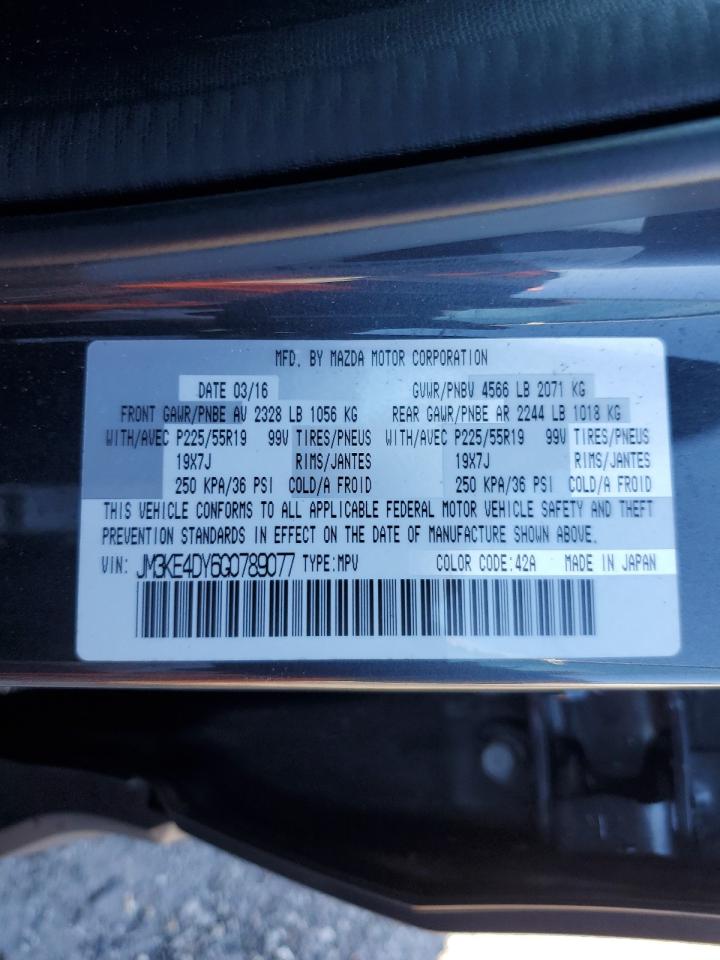 MFD. BY MAZDA MOTOR CORPORATION
DATE 03/16 GVWR/PNBV 4566 LB 2071 KG
FRONT GAWR/PNBE AV 2328 LB 1056 KG REAR GAWR/PNBE AR 2244 LB 1018 KG
WITH/AVEC P225/55R19 99V TIRES/PNEUS WITH/AVEC P225/55R19 99V TIRES/PNEUS
19X7J RIMS/JANTES 19X7J RIMS/JANTES
250 KPA/36 PSI COLD/A FROID 250 KPA/36 PSI COLD/A FROID
THIS VEHICLE CONFORMS TO ALL APPLICABLE FEDERAL MOTOR VEHICLE SAFETY AND THEFT
PREVENTION STANDARDS IN EFFECT ON THE DATE OF MANUFACTURE SHOWN ABOVE.
VIN: JM3KE4DY6G0789077 TYPE:MPV COLOR CODE:42A MADE IN JAPAN